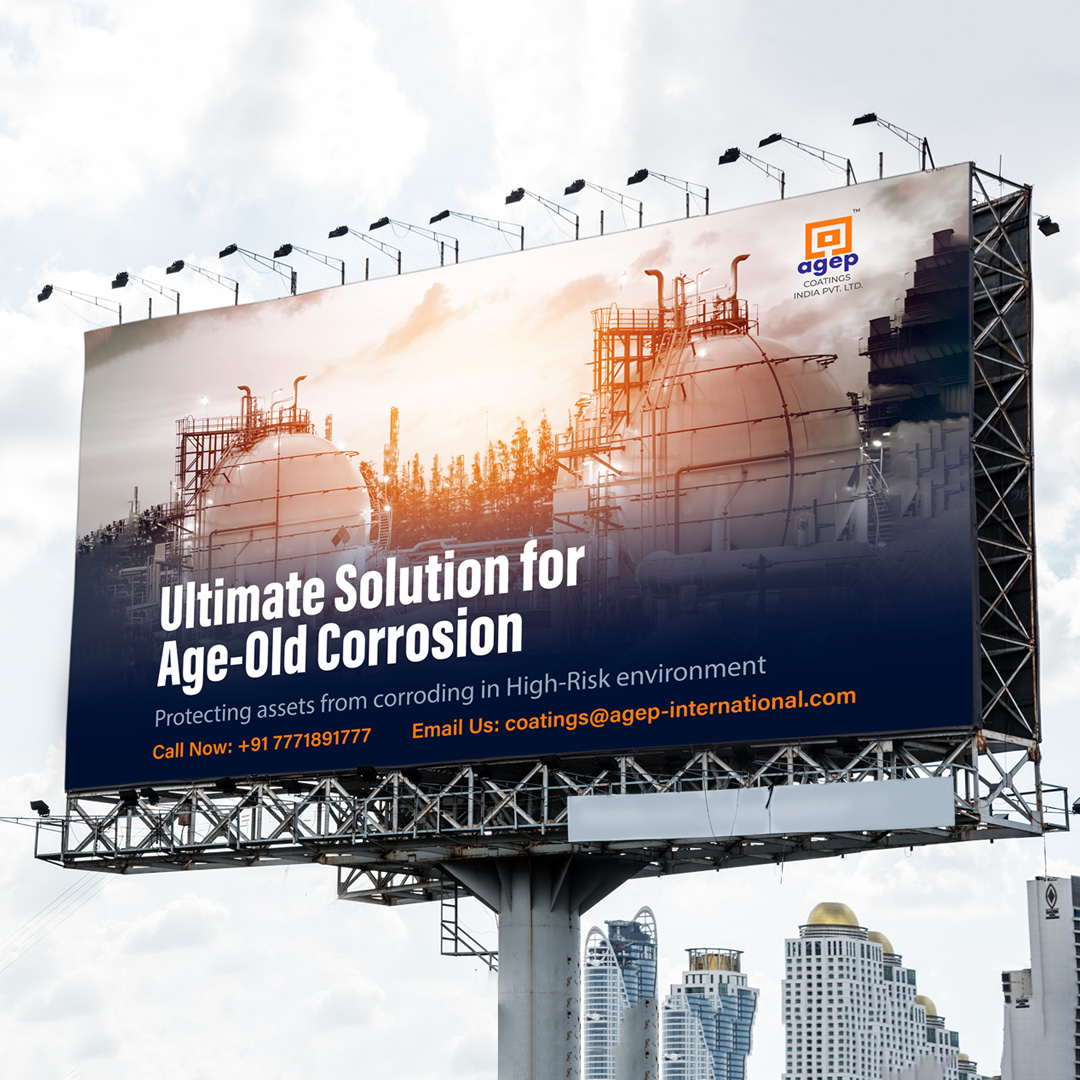 TM
agep
COATINGS
INDIA PVT. LTD.
Ultimate Solution for
Age-Old Corrosion
Protecting assets from corroding in High-Risk environment
Call Now: +91 7771891777
Email Us: coatings@agep-international.com